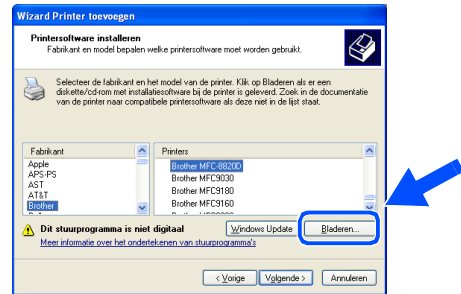 Wizard Printer toevoegen
Printersoftware installeren
Fabrikant en model bepalen welke printersoftware moet worden gebruikt.
Selecteer de fabrikant en het model van de printer. Klik op Bladeren als er een
diskette/cd-rom met installatiesoftware bij de printer is geleverd. Zoek in de documentatie
van de printer naar compatibele printersoftware als deze niet in de lijst staat.
Fabrikant
Apple
APS-PS
AST
AT&T
Brother
Printers
Brother MFC-8820D
Brother MFC9030
Brother MFC9180
Brother MFC9160
Dit stuurprogramma is niet digitaal
Windows Update
Bladeren...
Meer informatie over het ondertekenen van stuurprogramma's
< Vorige
Volgende >
Annuleren